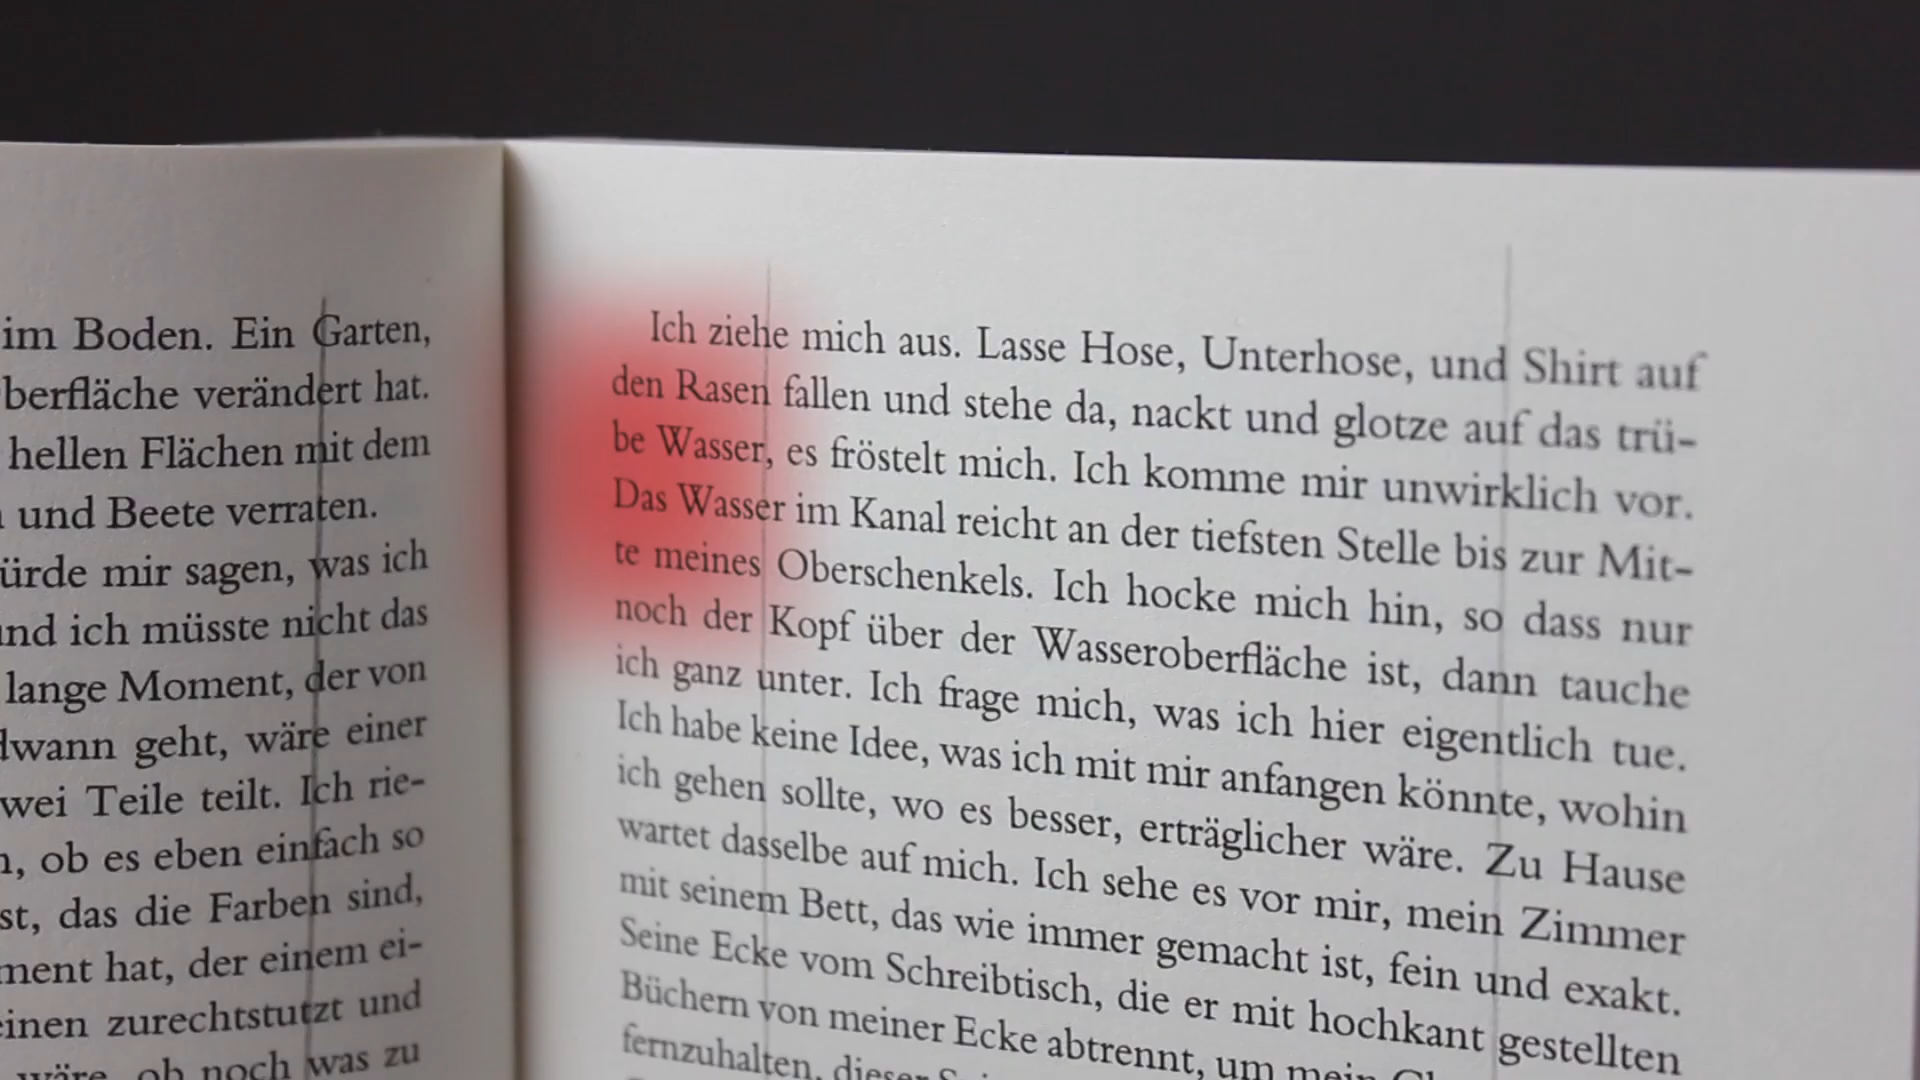 im Boden. Ein Garten,
berfläche verändert hat.
hellen Flächen mit dem
und Beete verraten.
ürde mir sagen, was ich
nd ich müsste nicht das
lange Moment, der von
wann geht, wäre einer
wei Teile teilt. Ich rie-
ob es eben einfach so
st, das die Farben sind,
ment hat, der einem ei-
inen zurechtstutzt und
wäre, ob noch was zu
Ich ziehe mich aus. Lasse Hose, Unterhose, und Shirt auf
den Rasen fallen und stehe da, nackt und glotze auf das trü-
be Wasser, es fröstelt mich. Ich komme mir unwirklich vor.
Das Wasser im Kanal reicht an der tiefsten Stelle bis zur Mit-
te meines Oberschenkels. Ich hocke mich hin, so dass nur
noch der Kopf über der Wasseroberfläche ist, dann tauche
ich ganz unter. Ich frage mich, was ich hier eigentlich tue.
Ich habe keine Idee, was ich mit mir anfangen könnte, wohin
ich gehen sollte, wo es besser, erträglicher wäre. Zu Hause
wartet dasselbe auf mich. Ich sehe es vor mir, mein Zimmer
mit seinem Bett, das wie immer gemacht ist, fein und exakt.
Seine Ecke vom Schreibtisch, die er mit hochkant gestellten
Büchern von meiner Ecke abtrennt, um mein
fernzuhalten, dieser